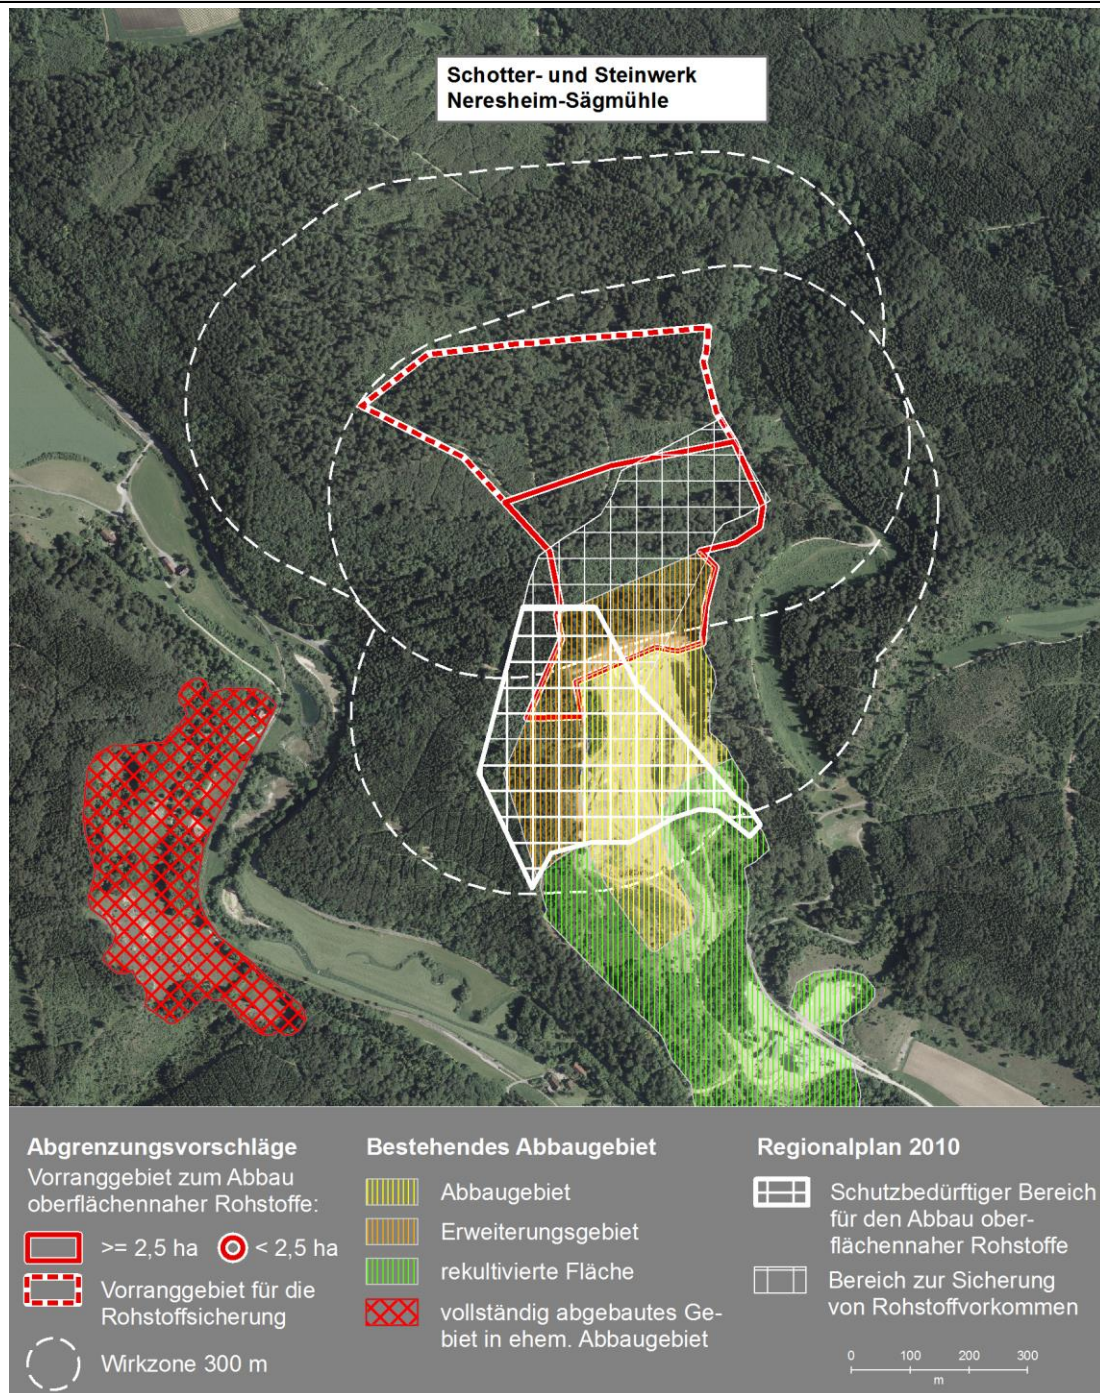 Schotter- und Steinwerk
Neresheim-Sägmühle
Abgrenzungsvorschläge
Vorranggebiet zum Abbau
oberflächennaher Rohstoffe:
>= 2,5 ha < 2,5 ha
Vorranggebiet für die
Rohstoffsicherung
Wirkzone 300 m
Bestehendes Abbaugebiet
Abbaugebiet
Erweiterungsgebiet
rekultivierte Fläche
vollständig abgebautes Ge-
biet in ehem. Abbaugebiet
Regionalplan 2010
Schutzbedürftiger Bereich
für den Abbau ober-
flächennaher Rohstoffe
Bereich zur Sicherung
von Rohstoffvorkommen
0 100 200 300
m